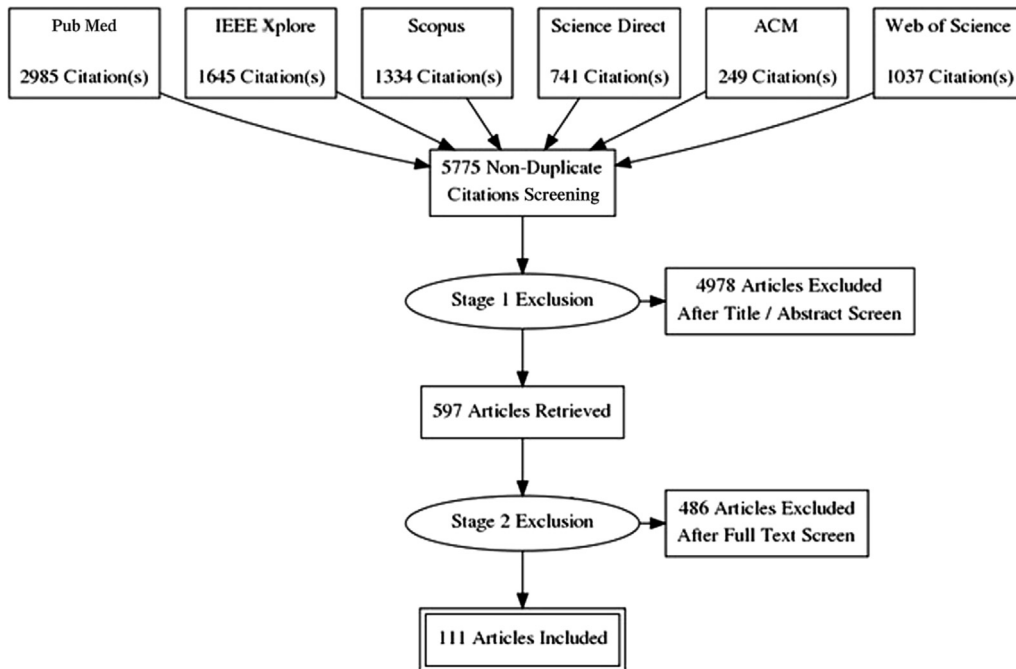 Pub Med
2985 Citation(s)
IEEE Xplore
1645 Citation(s)
Scopus
1334 Citation(s)
Science Direct
741 Citation(s)
ACM
249 Citation(s)
Web of Science
1037 Citation(s)
5775 Non-Duplicate
Citations Screening
Stage 1 Exclusion
4978 Articles Excluded
After Title / Abstract Screen
597 Articles Retrieved
Stage 2 Exclusion
486 Articles Excluded
After Full Text Screen
111 Articles Included